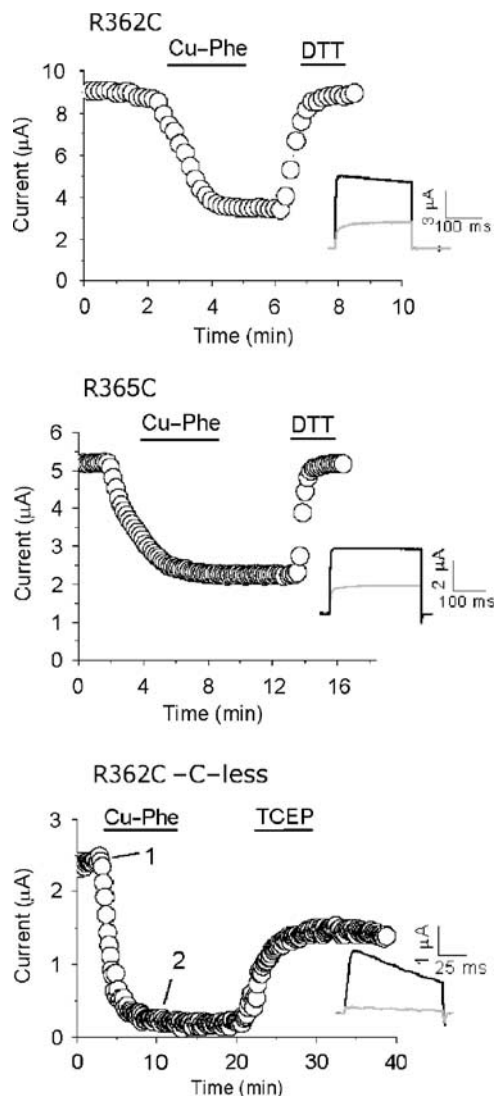 R362C
Cu–Phe DTT
10
8
6
4
2
0
Current (µA)
3 µA
100 ms
0 2 4 6 8 10
Time (min)
R365C
Cu–Phe DTT
6
5
4
3
2
1
0
Current (µA)
2 µA
100 ms
0 4 8 12 16
Time (min)
R362C –C-less
Cu-Phe TCEP
3
2
1
0
Current (µA)
1
2
1 µA
25 ms
0 10 20 30 40
Time (min)